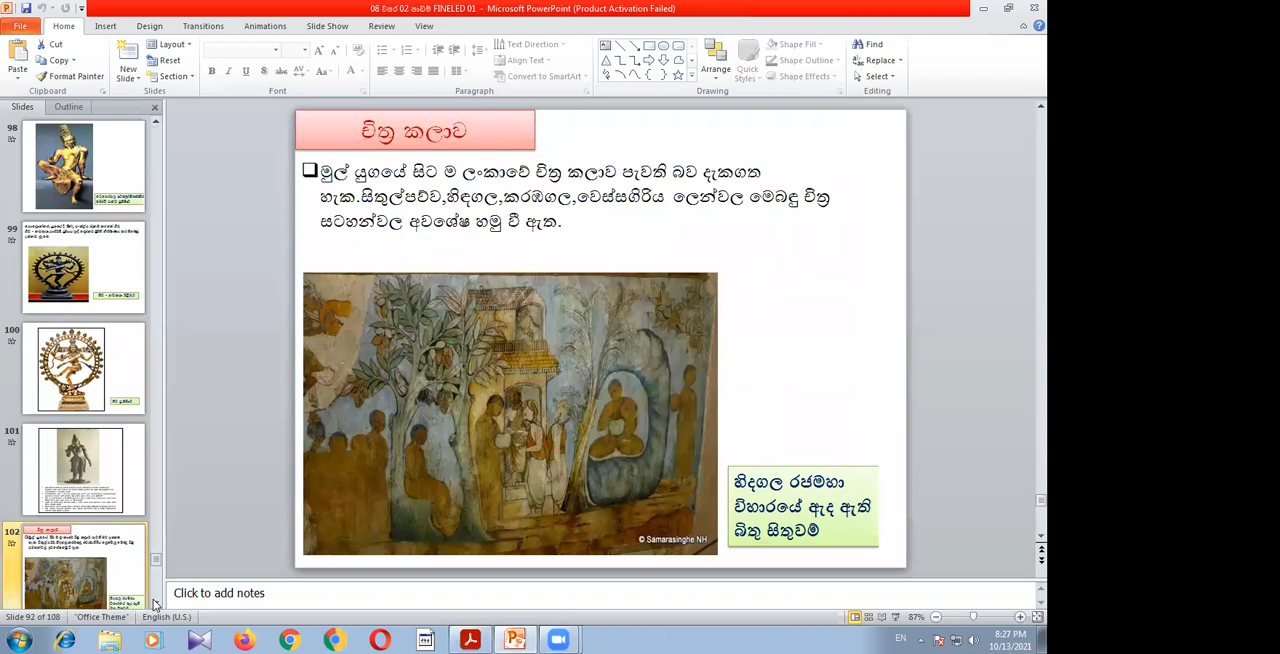 08 වසර 02 පාඩම FINELED 01 - Microsoft PowerPoint (Product Activation Failed)
File Home Insert Design Transitions Animations Slide Show Review View
Paste
Cut
Copy
Format Painter
Clipboard
New Slide
Layout
Reset
Section
Slides
Font
Text Direction
Align Text
Convert to SmartArt
Paragraph
Arrange
Quick Styles
Shape Fill
Shape Outline
Shape Effects
Drawing
Find
Replace
Select
Editing
Slides Outline
98
99
100
101
102
චිත්‍ර කලාව
මුල් යුගයේ සිට ම ලංකාවේ චිත්‍ර කලාව පැවති බව දැකගත
හැක.සිතුල්පව්ව,හිඳගල,කරඹගල,වෙස්සගිරිය ලෙන්වල මෙබඳු චිත්‍ර
සටහන්වල අවශේෂ හමු වී ඇත.
© Samarasinghe NH
හිඳගල රජමහා
විහාරයේ ඇද ඇති
බිතු සිතුවම්
Click to add notes
Slide 92 of 108 "Office Theme" English (U.S.) 87%
EN 8:27 PM
10/13/2021